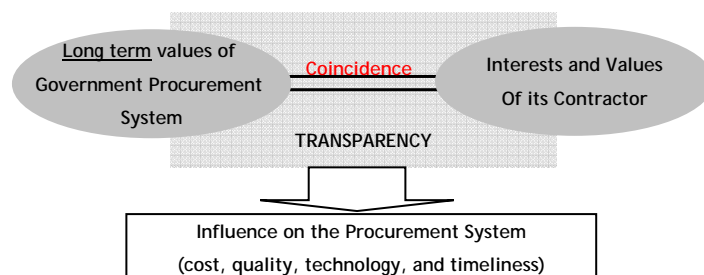 Long term values of
Government Procurement
System
Coincidence
Interests and Values
Of its Contractor
TRANSPARENCY
Influence on the Procurement System
(cost, quality, technology, and timeliness)